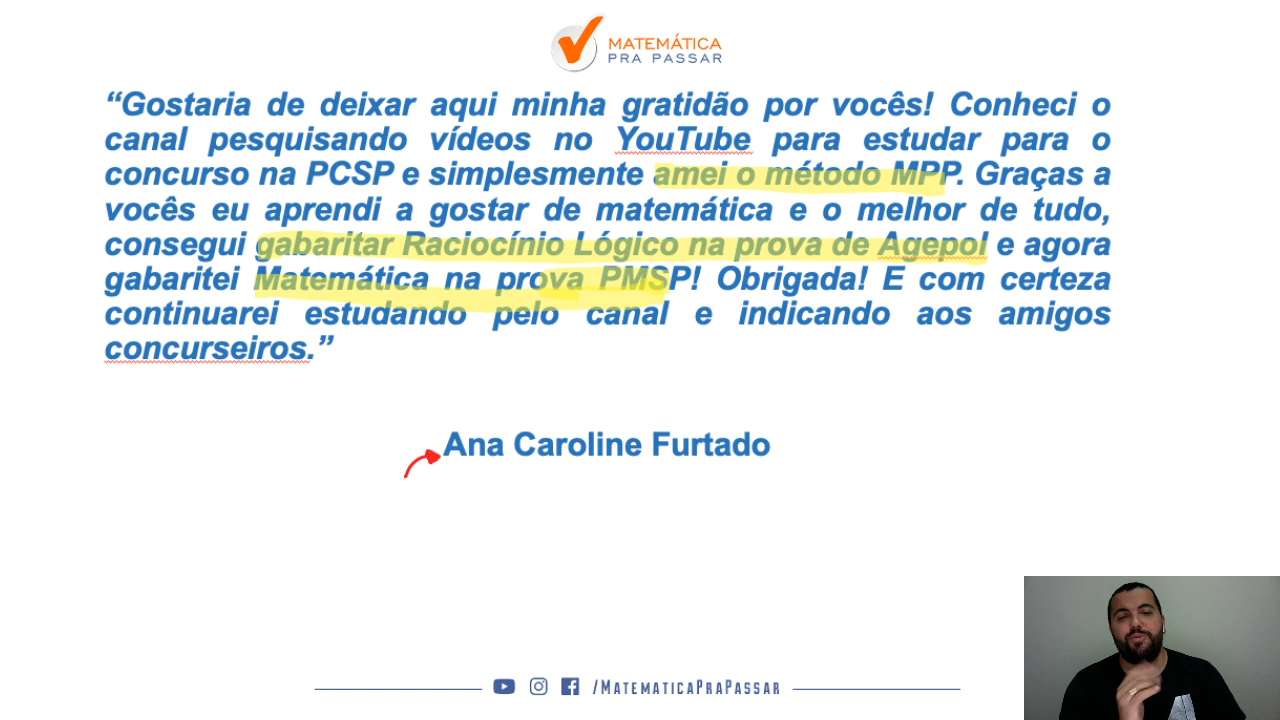 MATEMÁTICA
PRA PASSAR
“Gostaria de deixar aqui minha gratidão por vocês! Conheci o
canal pesquisando vídeos no YouTube para estudar para o
concurso na PCSP e simplesmente amei o método MPP. Graças a
vocês eu aprendi a gostar de matemática e o melhor de tudo,
consegui gabaritar Raciocínio Lógico na prova de Agepol e agora
gabaritei Matemática na prova PMSP! Obrigada! E com certeza
continuarei estudando pelo canal e indicando aos amigos
concurseiros.”
Ana Caroline Furtado
/MATEMATICAPRAPASSAR